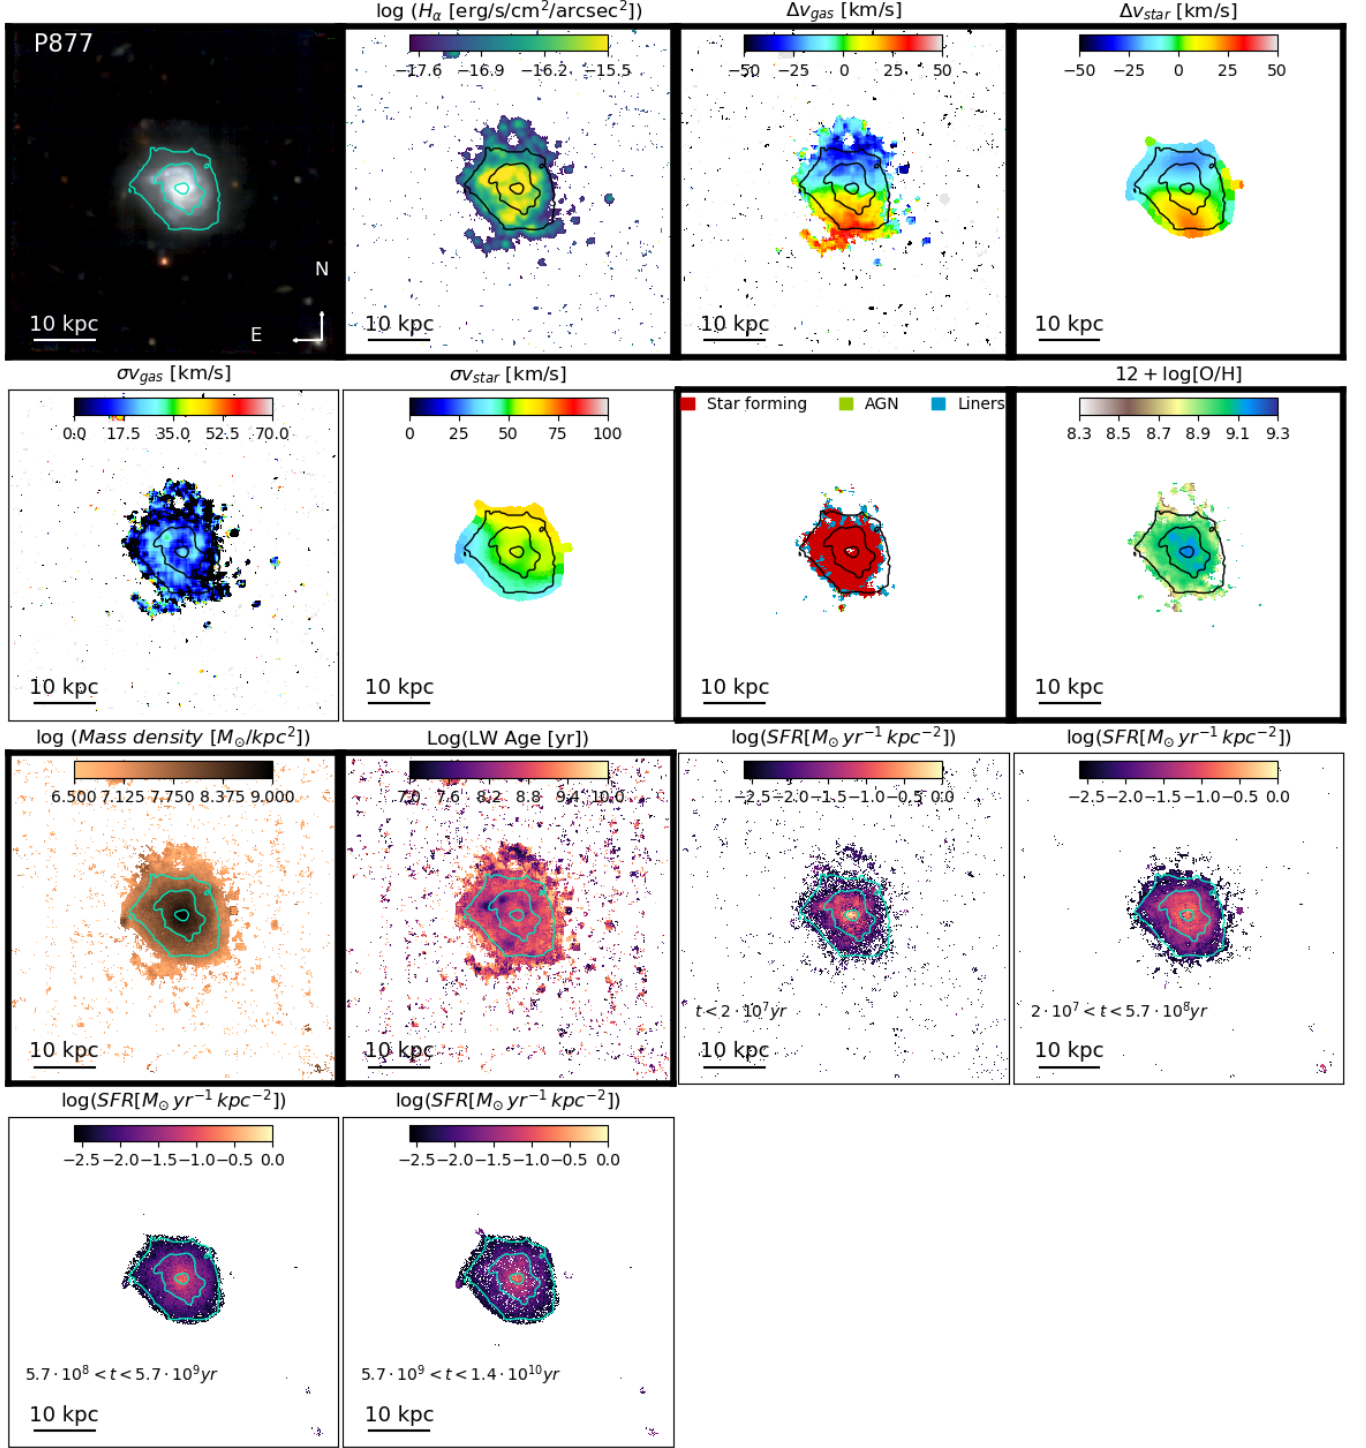 log (Hα [erg/s/cm²/arcsec²])
Δv_gas [km/s]
Δv_star [km/s]
P877
−17.6 −16.9 −16.2 −15.5
−50 −25 0 25 50
−50 −25 0 25 50
N
E
10 kpc
10 kpc
10 kpc
10 kpc
σv_gas [km/s]
σv_star [km/s]
12 + log[O/H]
0.0 17.5 35.0 52.5 70.0
0 25 50 75 100
Star forming AGN Liners
8.3 8.5 8.7 8.9 9.1 9.3
10 kpc
10 kpc
10 kpc
10 kpc
log (Mass density [M⊙/kpc²])
Log(LW Age [yr])
log(SFR[M⊙ yr⁻¹ kpc⁻²])
log(SFR[M⊙ yr⁻¹ kpc⁻²])
6.500 7.125 7.750 8.375 9.000
7.0 7.6 8.2 8.8 9.4 10.0
−2.5 −2.0 −1.5 −1.0 −0.5 0.0
−2.5 −2.0 −1.5 −1.0 −0.5 0.0
t < 2 · 10⁷yr
2 · 10⁷ < t < 5.7 · 10⁸yr
10 kpc
10 kpc
10 kpc
10 kpc
log(SFR[M⊙ yr⁻¹ kpc⁻²])
log(SFR[M⊙ yr⁻¹ kpc⁻²])
−2.5 −2.0 −1.5 −1.0 −0.5 0.0
−2.5 −2.0 −1.5 −1.0 −0.5 0.0
5.7 · 10⁸ < t < 5.7 · 10⁹yr
5.7 · 10⁹ < t < 1.4 · 10¹⁰yr
10 kpc
10 kpc